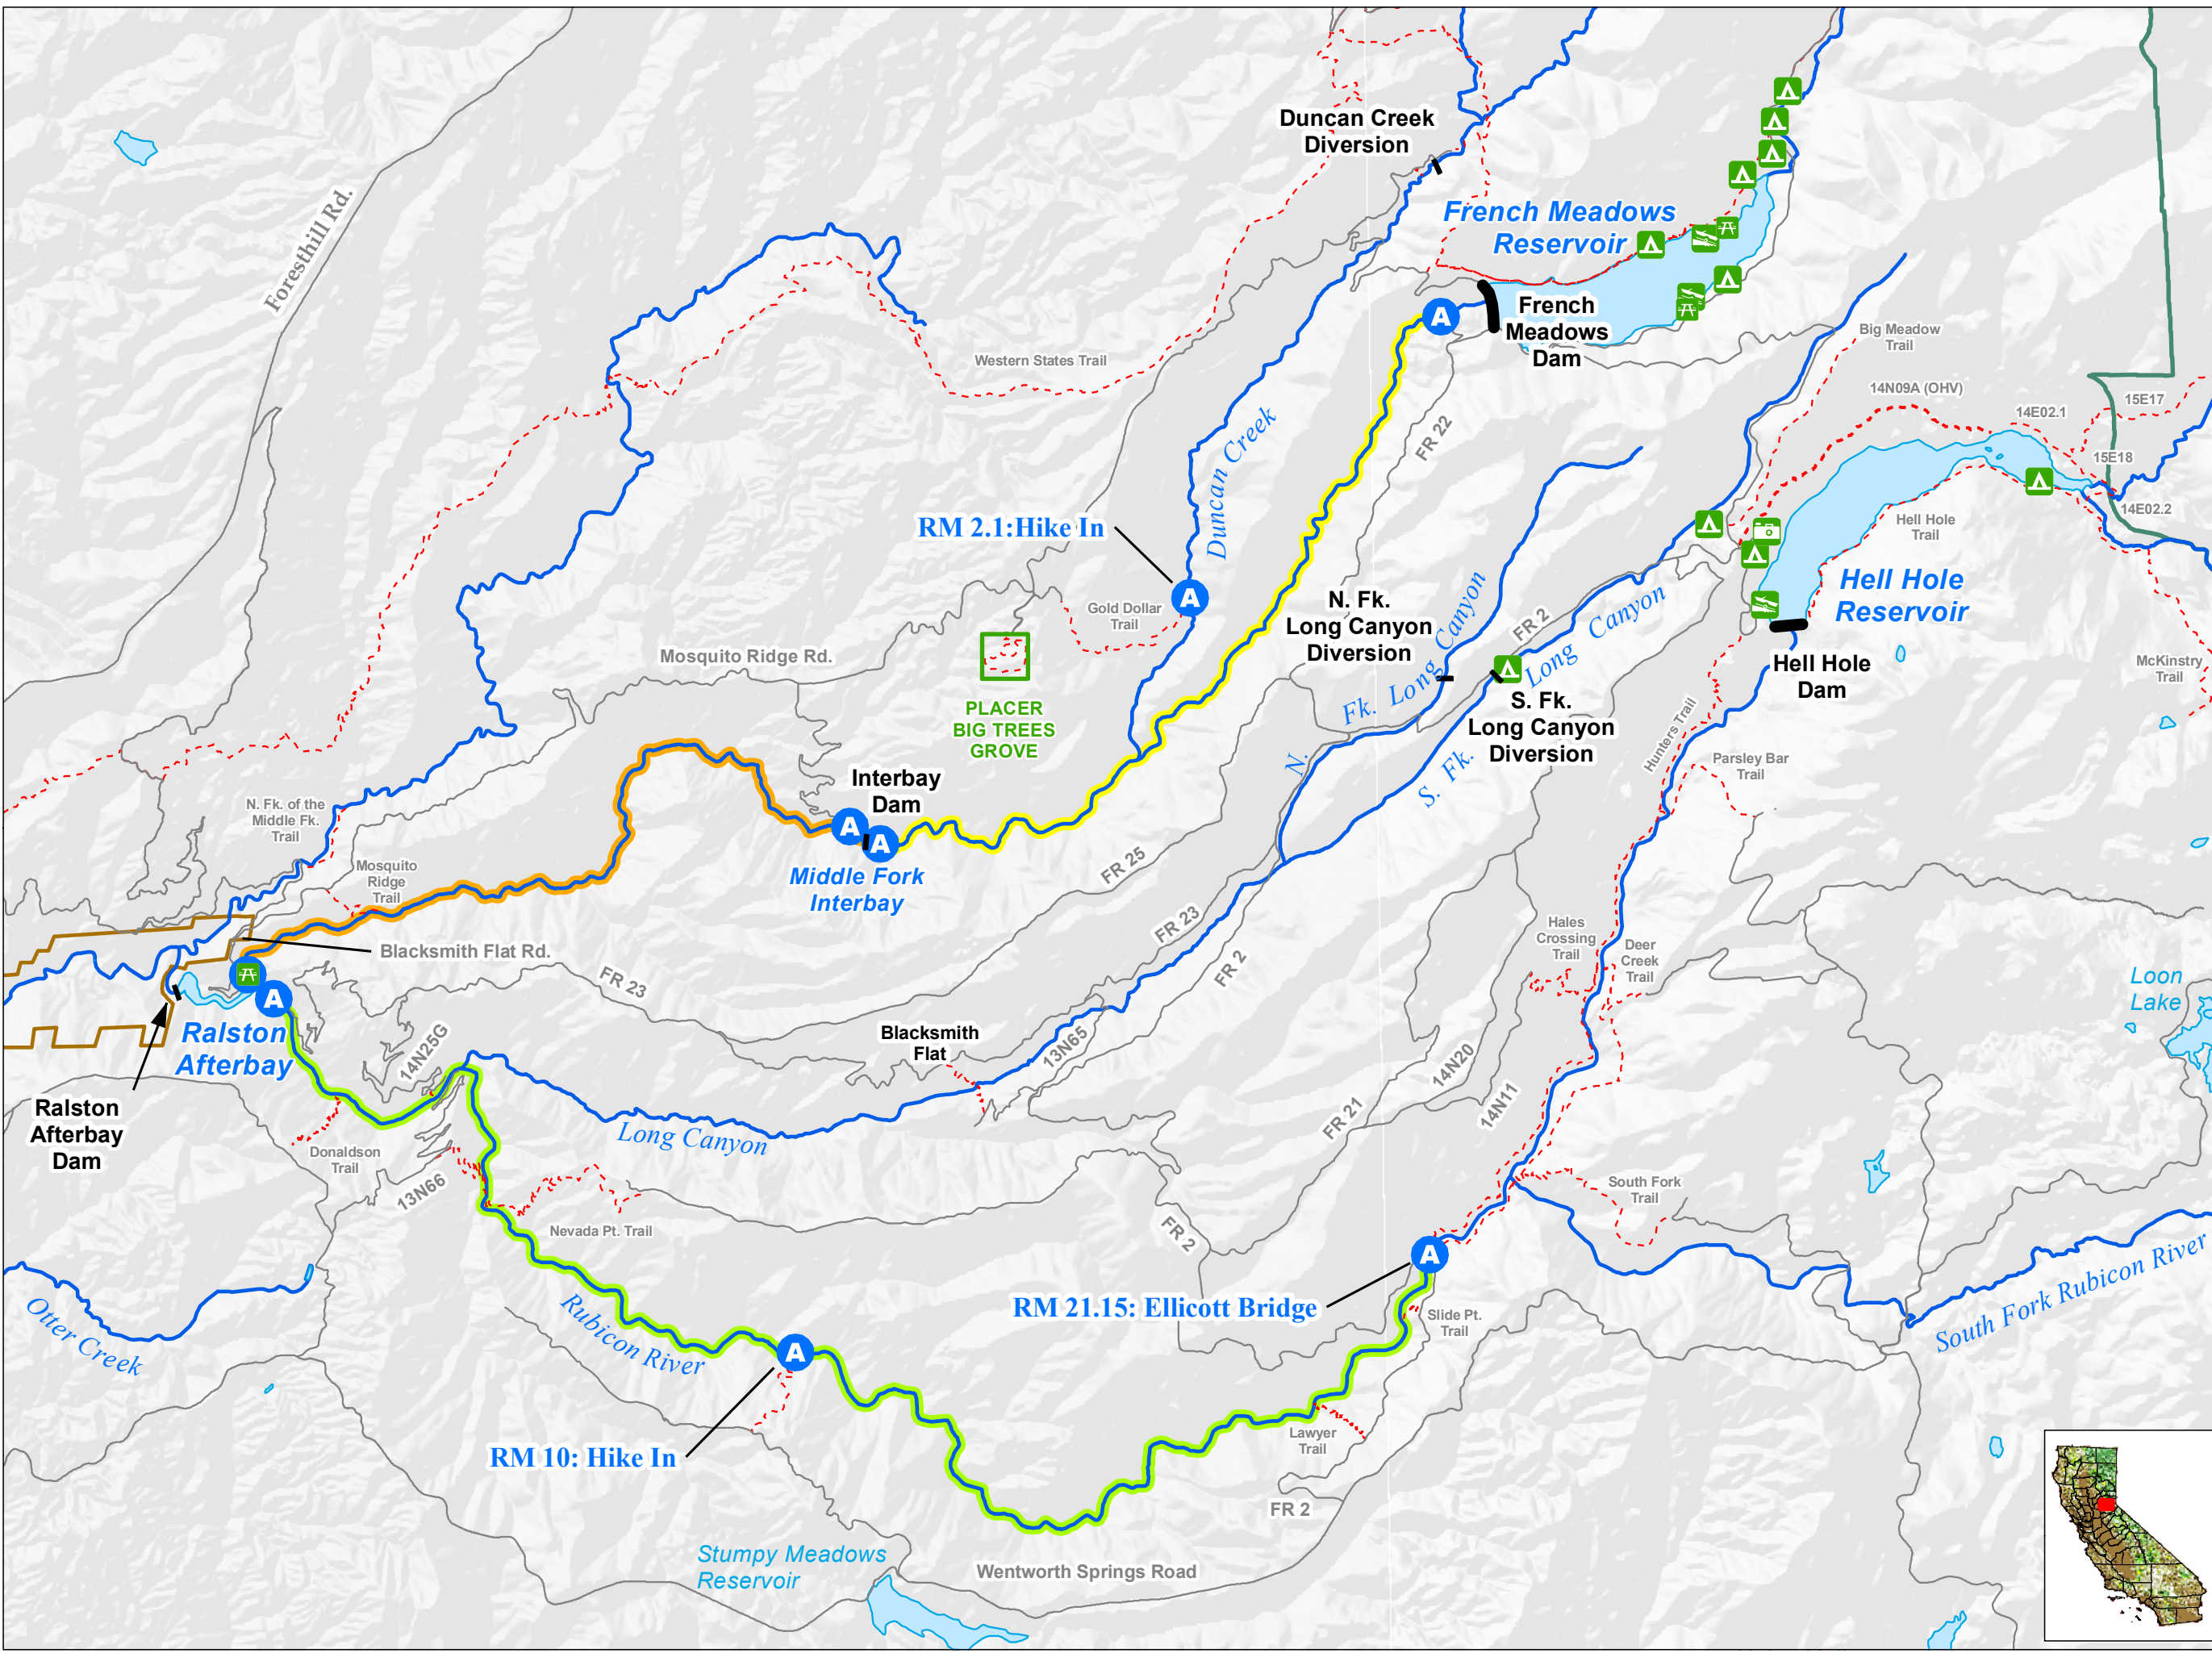 Duncan Creek
Diversion
Foresthill Rd.
French Meadows
Reservoir
French
Meadows
Dam
Big Meadow
Trail
Western States Trail
14N09A (OHV)
14E02.1
15E17
15E18
14E02.2
FR 22
Duncan Creek
RM 2.1:Hike In
A
A
Hell Hole
Trail
Hell Hole
Reservoir
Hell Hole
Dam
McKinstry
Trail
Gold Dollar
Trail
N. Fk.
Long Canyon
Diversion
N. Fk. Long Canyon
FR 2
S. Fk. Long Canyon
S. Fk.
Long Canyon
Diversion
Mosquito Ridge Rd.
PLACER
BIG TREES
GROVE
Hunters Trail
Parsley Bar
Trail
Interbay
Dam
A
A
Middle Fork
Interbay
N. Fk. of the
Middle Fk.
Trail
Mosquito
Ridge
Trail
FR 25
FR 23
FR 2
Hales
Crossing
Trail
Deer
Creek
Trail
Blacksmith Flat Rd.
FR 23
Loon
Lake
A
Ralston
Afterbay
Ralston
Afterbay
Dam
14N25G
Blacksmith
Flat
13N65
14N20
14N11
FR 21
Long Canyon
Donaldson
Trail
13N66
Nevada Pt. Trail
FR 2
South Fork
Trail
South Fork Rubicon River
A
RM 21.15: Ellicott Bridge
Slide Pt.
Trail
Otter Creek
Rubicon River
A
RM 10: Hike In
Lawyer
Trail
FR 2
Wentworth Springs Road
Stumpy Meadows
Reservoir